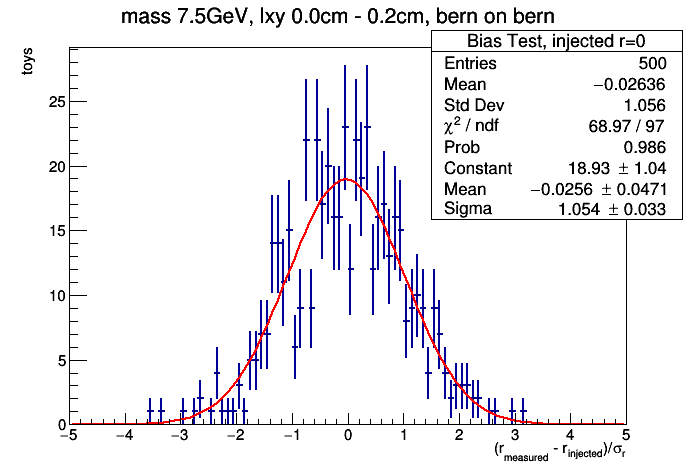 mass 7.5GeV, lxy 0.0cm - 0.2cm, bern on bern
Bias Test, injected r=0
Entries 500
Mean −0.02636
Std Dev 1.056
χ² / ndf 68.97 / 97
Prob 0.986
Constant 18.93 ± 1.04
Mean −0.0256 ± 0.0471
Sigma 1.054 ± 0.033
toys
25
20
15
10
5
0
−5 −4 −3 −2 −1 0 1 2 3 4 5
(r_measured - r_injected)/σ_r